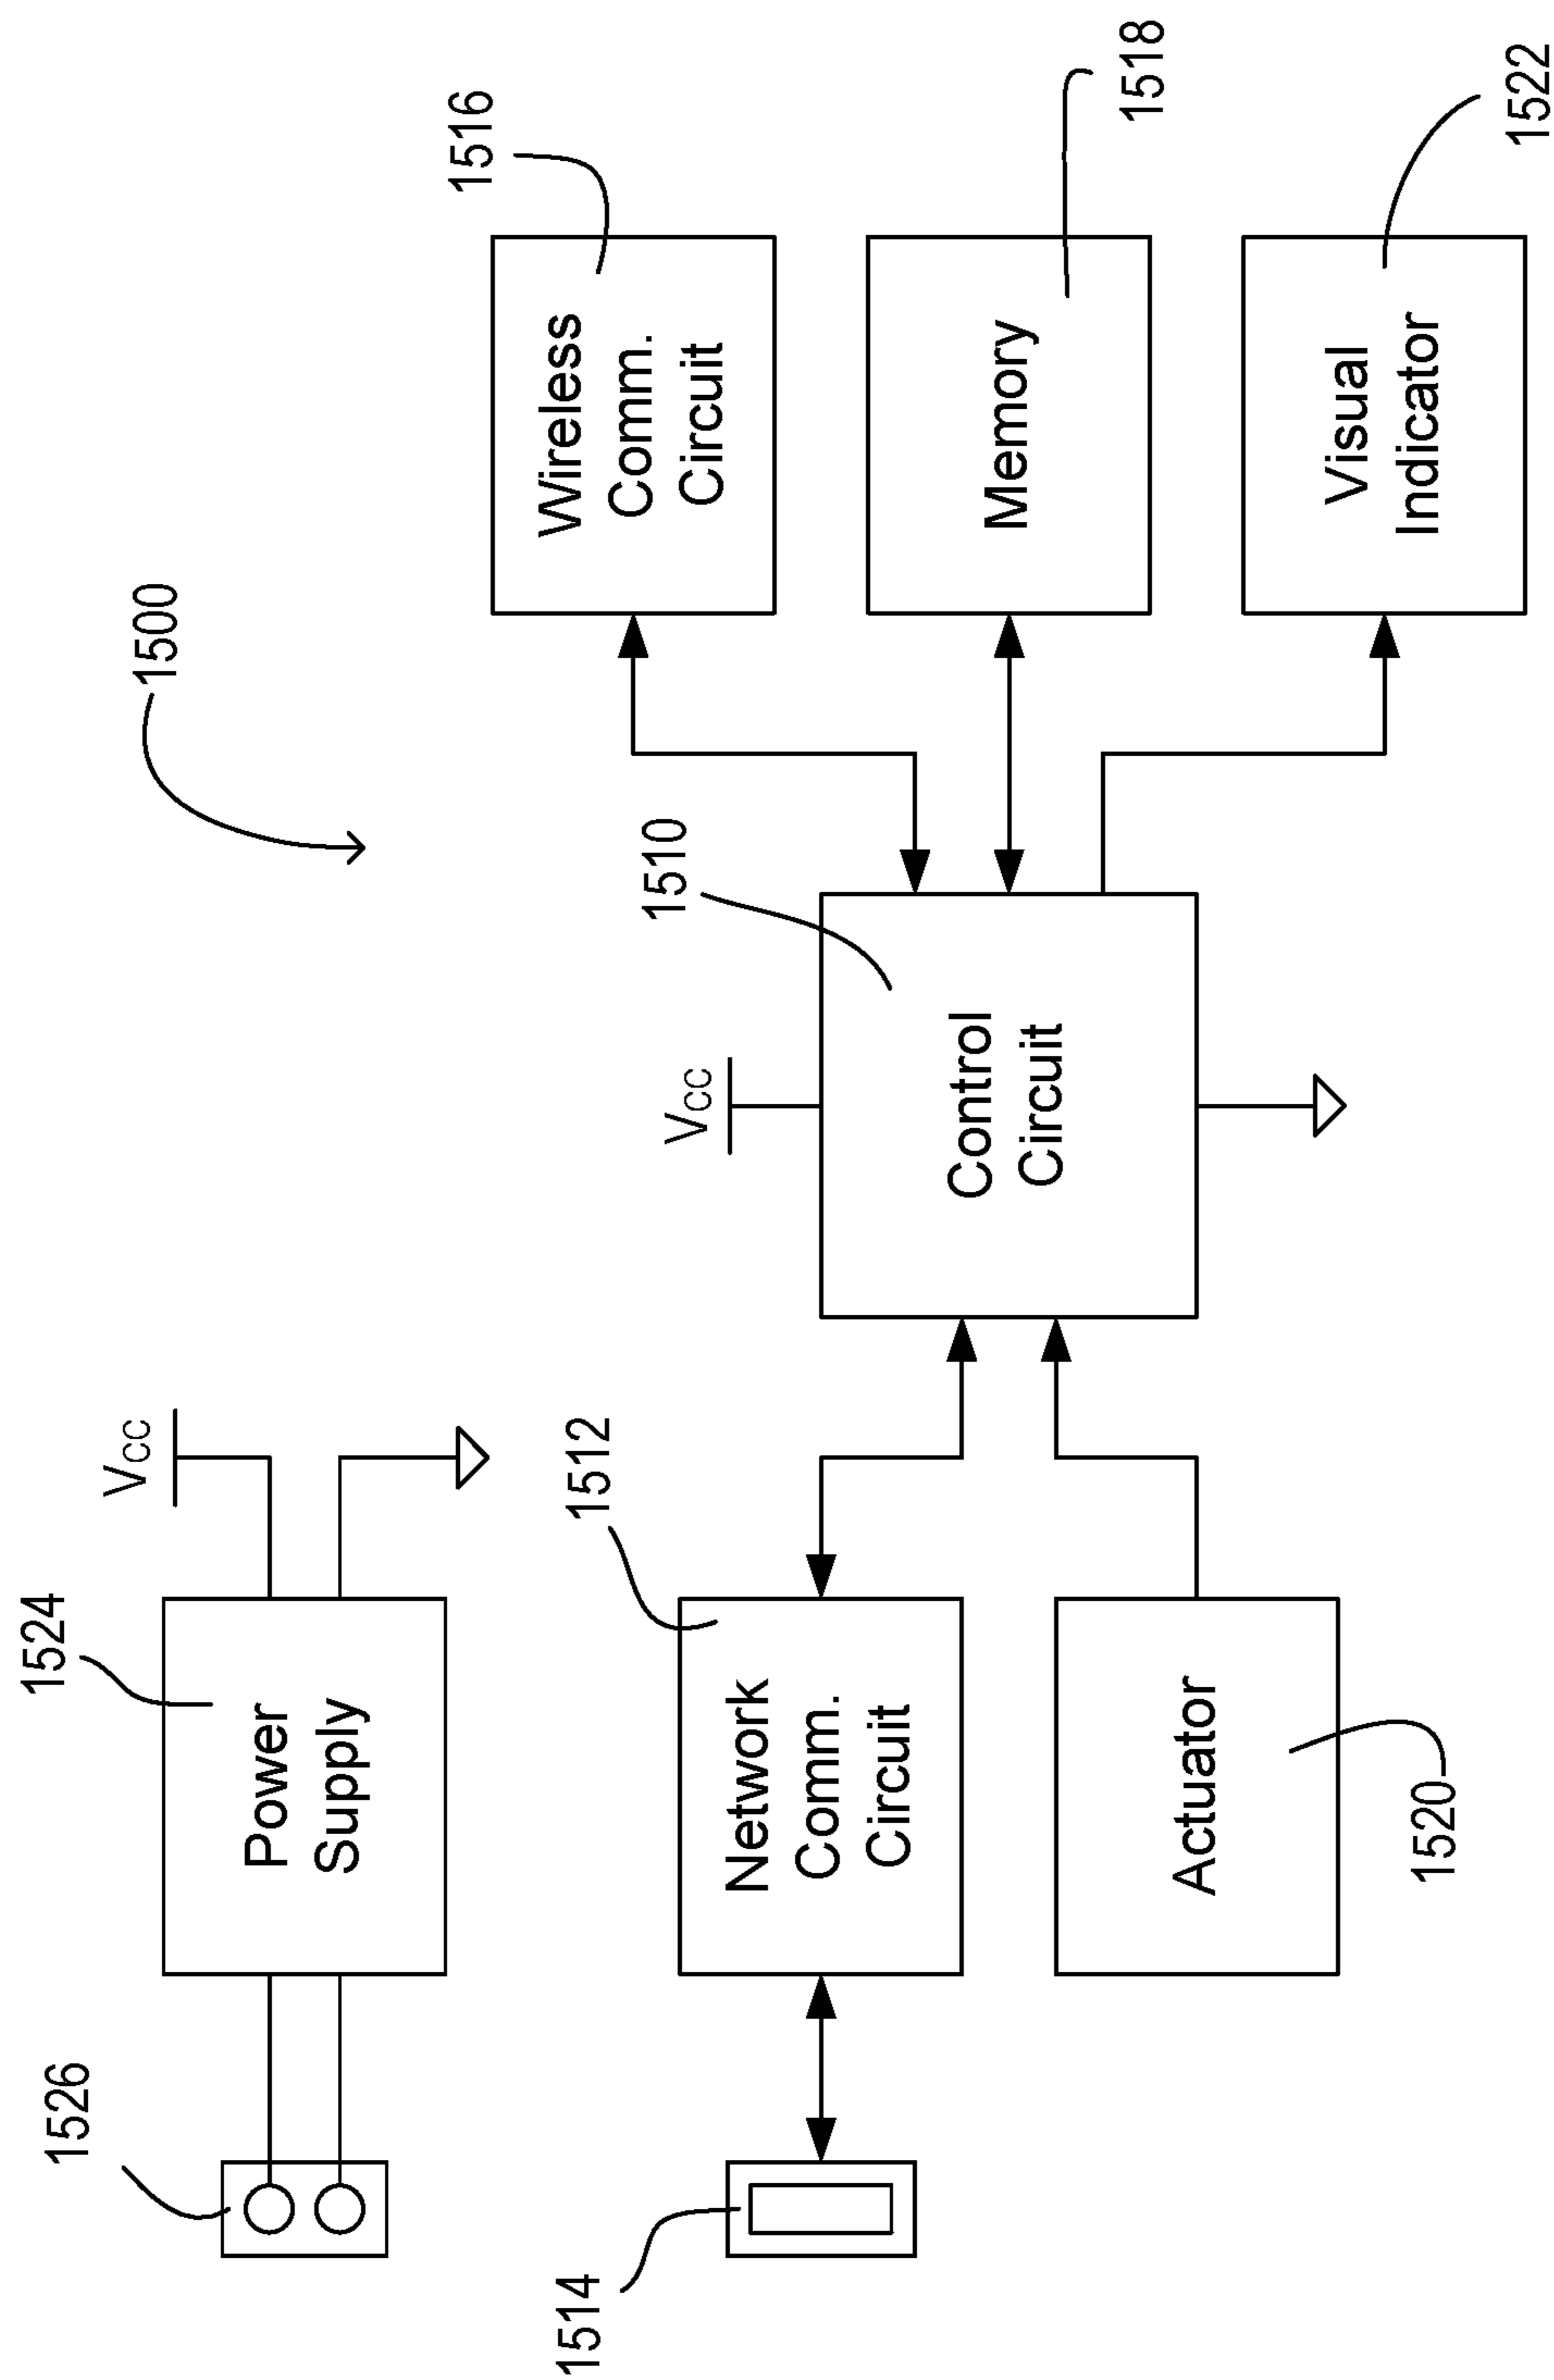 1500
1526
1524
Power
Supply
VCC
1514
1512
Network
Comm.
Circuit
VCC
1510
Control
Circuit
1516
Wireless
Comm.
Circuit
1518
Memory
Actuator
1520
Visual
Indicator
1522